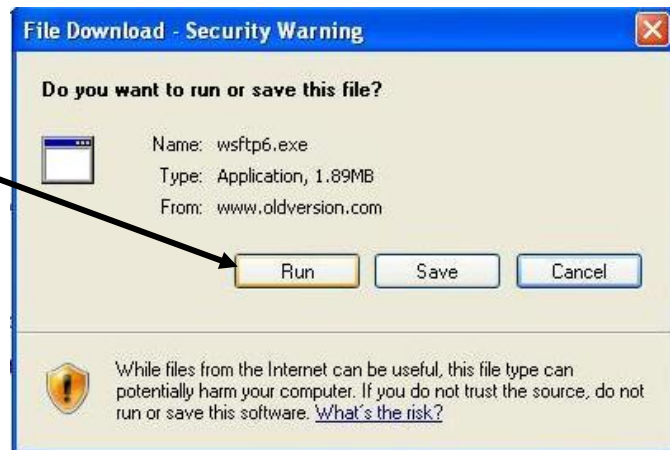 File Download - Security Warning
Do you want to run or save this file?
Name: wsftp6.exe
Type: Application, 1.89MB
From: www.oldversion.com
Run Save Cancel
While files from the Internet can be useful, this file type can
potentially harm your computer. If you do not trust the source, do not
run or save this software. What's the risk?